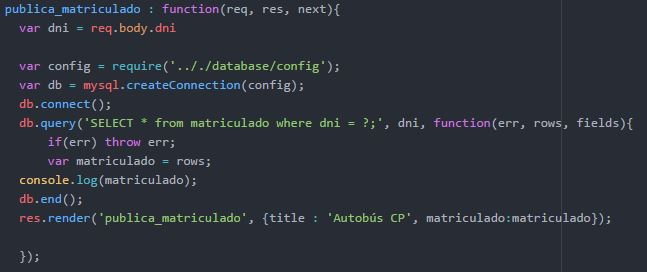 publica_matriculado : function(req, res, next){
var dni = req.body.dni
var config = require('.././database/config');
var db = mysql.createConnection(config);
db.connect();
db.query('SELECT * from matriculado where dni = ?;', dni, function(err, rows, fields){
if(err) throw err;
var matriculado = rows;
console.log(matriculado);
db.end();
res.render('publica_matriculado', {title : 'Autobús CP', matriculado:matriculado});
});